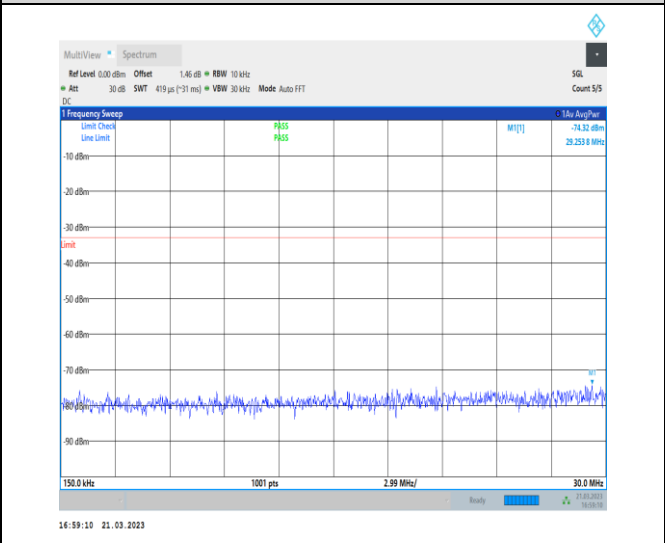 MultiView Spectrum
Ref Level 0.00 dBm Offset 1.46 dB RBW 10 kHz SGL
Att 30 dB SWT 419 µs (~31 ms) VBW 30 kHz Mode Auto FFT Count 5/5
DC
1 Frequency Sweep 1Av AvgPwr
Limit Check PASS M1[1] -74.32 dBm
Line Limit PASS 29.253 8 MHz
-10 dBm
-20 dBm
-30 dBm
Limit
-40 dBm
-50 dBm
-60 dBm
-70 dBm
M1
-80 dBm
-90 dBm
150.0 kHz 1001 pts 2.99 MHz/ 30.0 MHz
Ready 21.03.2023
16:59:10
16:59:10 21.03.2023